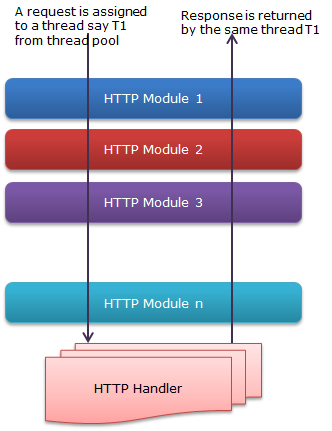 A request is assigned
to a thread say T1
from thread pool
Response is returned
by the same thread T1
HTTP Module 1
HTTP Module 2
HTTP Module 3
HTTP Module n
HTTP Handler